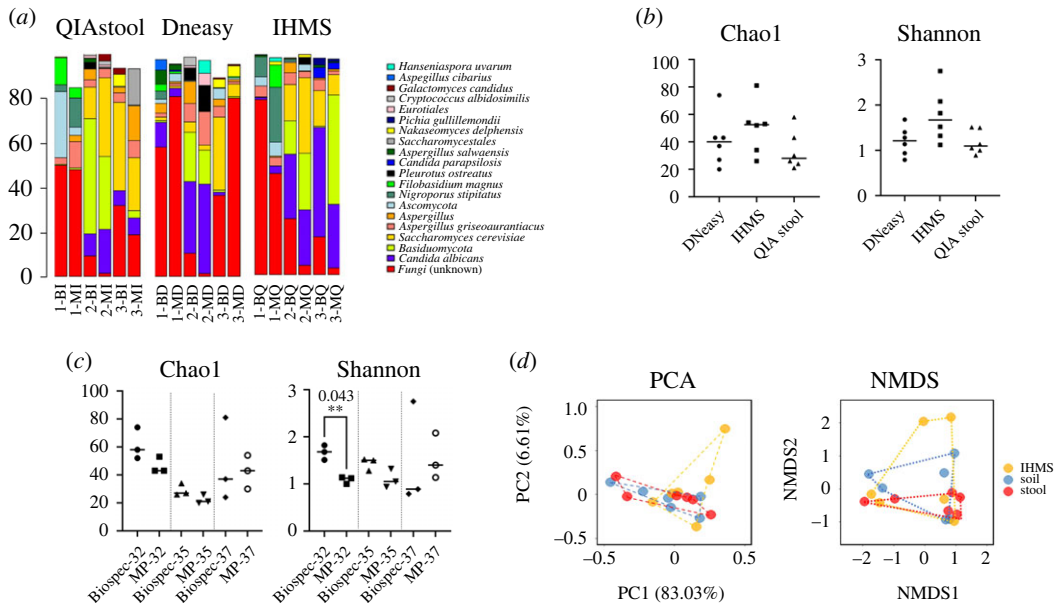 (a)
QIAstool Dneasy IHMS
80
60
40
20
0
1-BI 1-MI 2-BI 2-MI 3-BI 3-MI
1-BD 1-MD 2-BD 2-MD 3-BD 3-MD
1-BQ 1-MQ 2-BQ 2-MQ 3-BQ 3-MQ
Hanseniaspora uvarum
Aspegillus cibarius
Galactomyces candidus
Cryptococcus albidosimilis
Eurotiales
Pichia gullillemondii
Nakaseomyces delphensis
Saccharomycestales
Aspergillus salwaensis
Candida parapsilosis
Pleurotus ostreatus
Filobasidium magnus
Nigroporus stipilatus
Ascomycota
Aspergillus
Aspergillus griseoaurantiacus
Saccharomyces cerevisiae
Basiduomycota
Candida albicans
Fungi (unknown)
(b)
Chao1
100
80
60
40
20
0
DNeasy IHMS QIA stool
Shannon
3
2
1
0
DNeasy IHMS QIA stool
(c)
Chao1
100
80
60
40
20
0
Biospec-32 MP-32 Biospec-35 MP-35 Biospec-37 MP-37
Shannon
3
2
1
0
0.043
**
Biospec-32 MP-32 Biospec-35 MP-35 Biospec-37 MP-37
(d)
PCA
PC2 (6.61%)
1.0
0.5
0
–0.5
–0.5 0 0.5
PC1 (83.03%)
NMDS
NMDS2
2
1
0
–1
–2 –1 0 1 2
NMDS1
IHMS
soil
stool